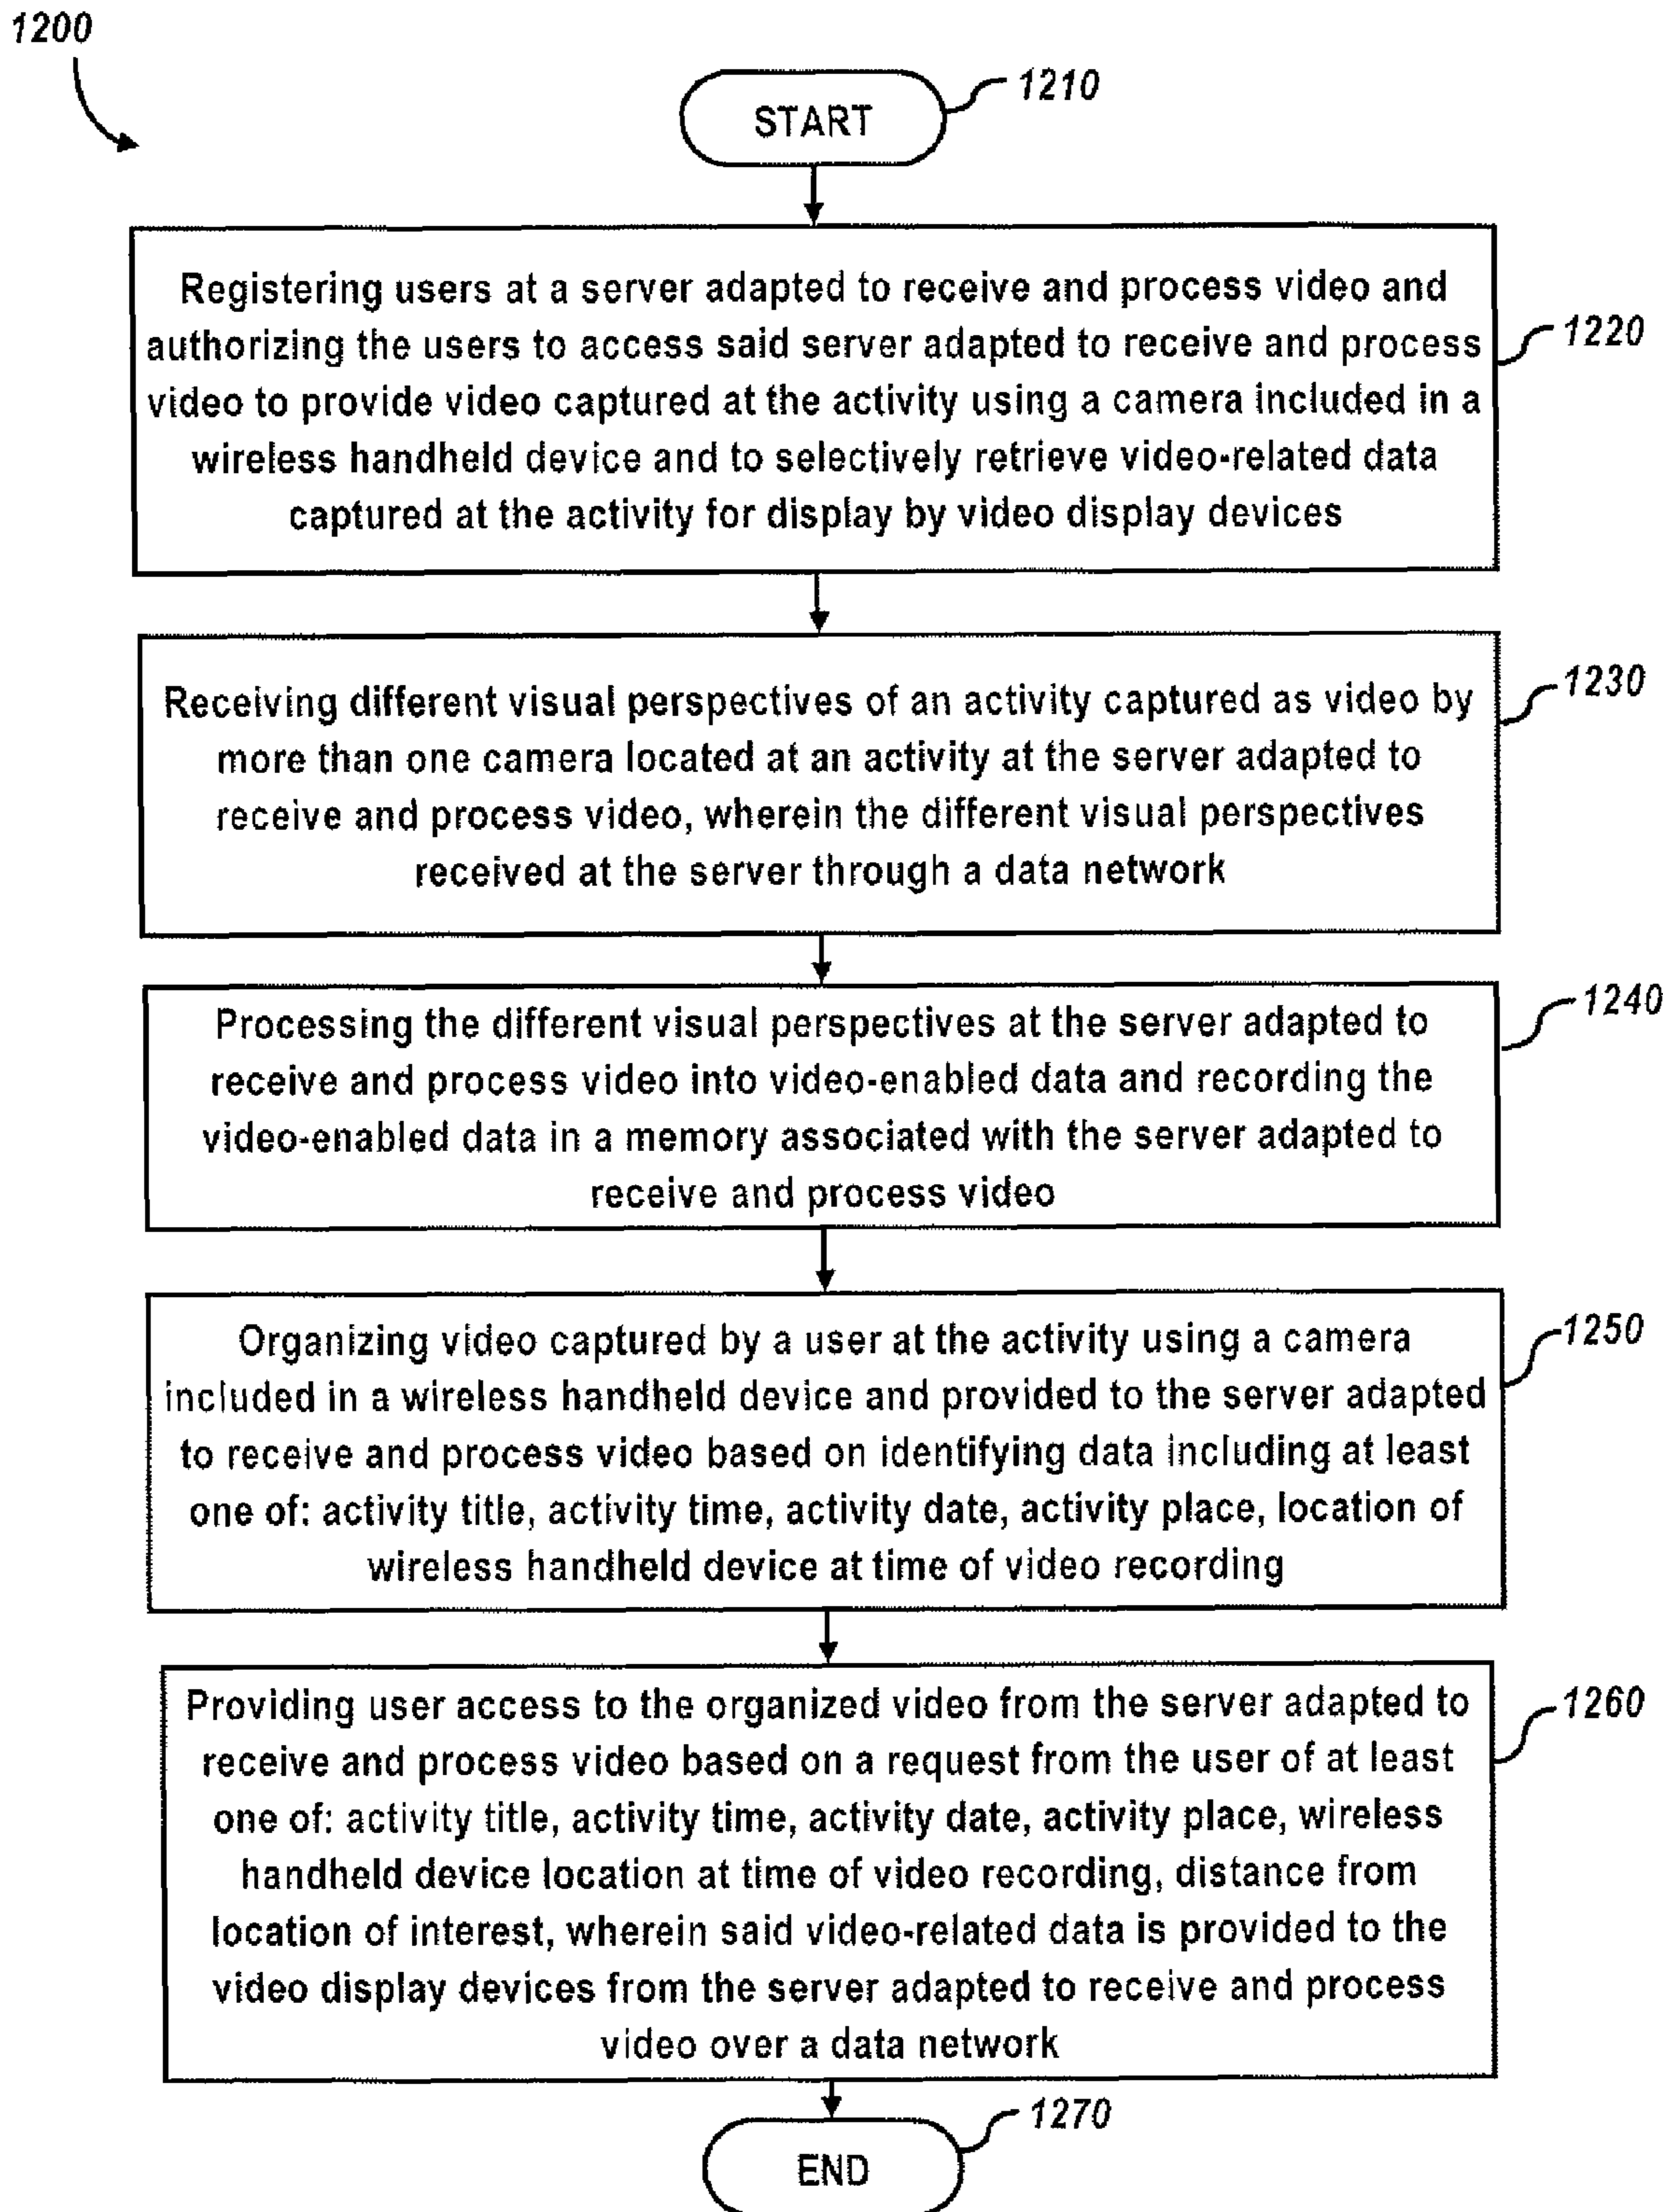 1200
START
1210
Registering users at a server adapted to receive and process video and
authorizing the users to access said server adapted to receive and process
video to provide video captured at the activity using a camera included in a
wireless handheld device and to selectively retrieve video-related data
captured at the activity for display by video display devices
1220
Receiving different visual perspectives of an activity captured as video by
more than one camera located at an activity at the server adapted to
receive and process video, wherein the different visual perspectives
received at the server through a data network
1230
Processing the different visual perspectives at the server adapted to
receive and process video into video-enabled data and recording the
video-enabled data in a memory associated with the server adapted to
receive and process video
1240
Organizing video captured by a user at the activity using a camera
included in a wireless handheld device and provided to the server adapted
to receive and process video based on identifying data including at least
one of: activity title, activity time, activity date, activity place, location of
wireless handheld device at time of video recording
1250
Providing user access to the organized video from the server adapted to
receive and process video based on a request from the user of at least
one of: activity title, activity time, activity date, activity place, wireless
handheld device location at time of video recording, distance from
location of interest, wherein said video-related data is provided to the
video display devices from the server adapted to receive and process
video over a data network
1260
END
1270